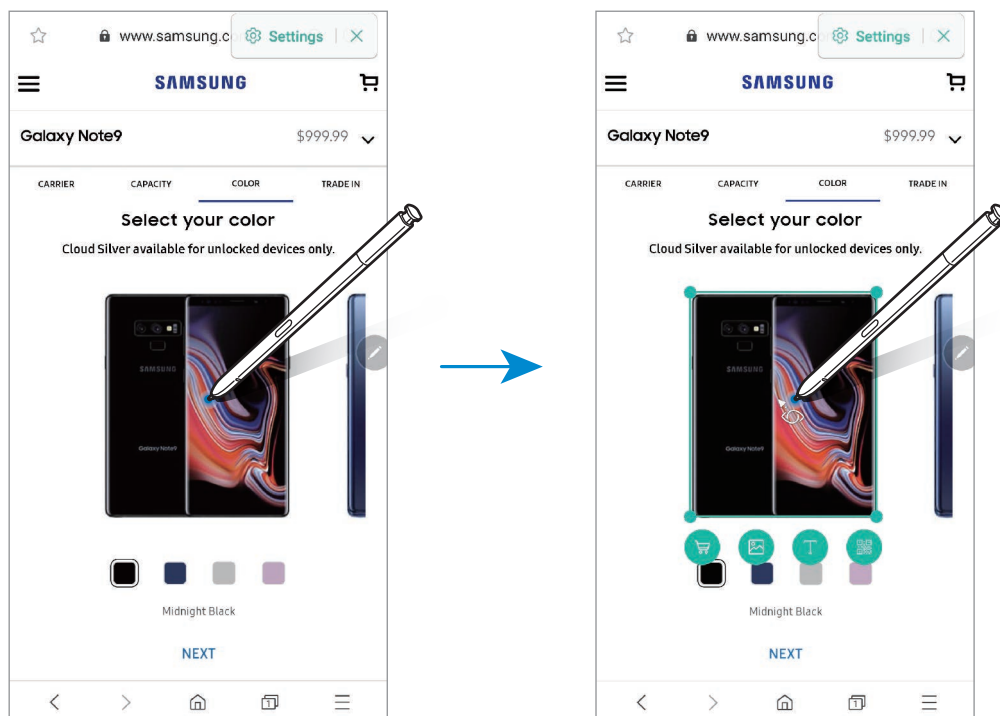 www.samsung.c Settings
SAMSUNG
Galaxy Note9 $999.99
CARRIER CAPACITY COLOR TRADE IN
Select your color
Cloud Silver available for unlocked devices only.
SAMSUNG
Galaxy Note9
Midnight Black
NEXT
1
www.samsung.c Settings
SAMSUNG
Galaxy Note9 $999.99
CARRIER CAPACITY COLOR TRADE IN
Select your color
Cloud Silver available for unlocked devices only.
SAMSUNG
Galaxy Note9
T
Midnight Black
NEXT
1